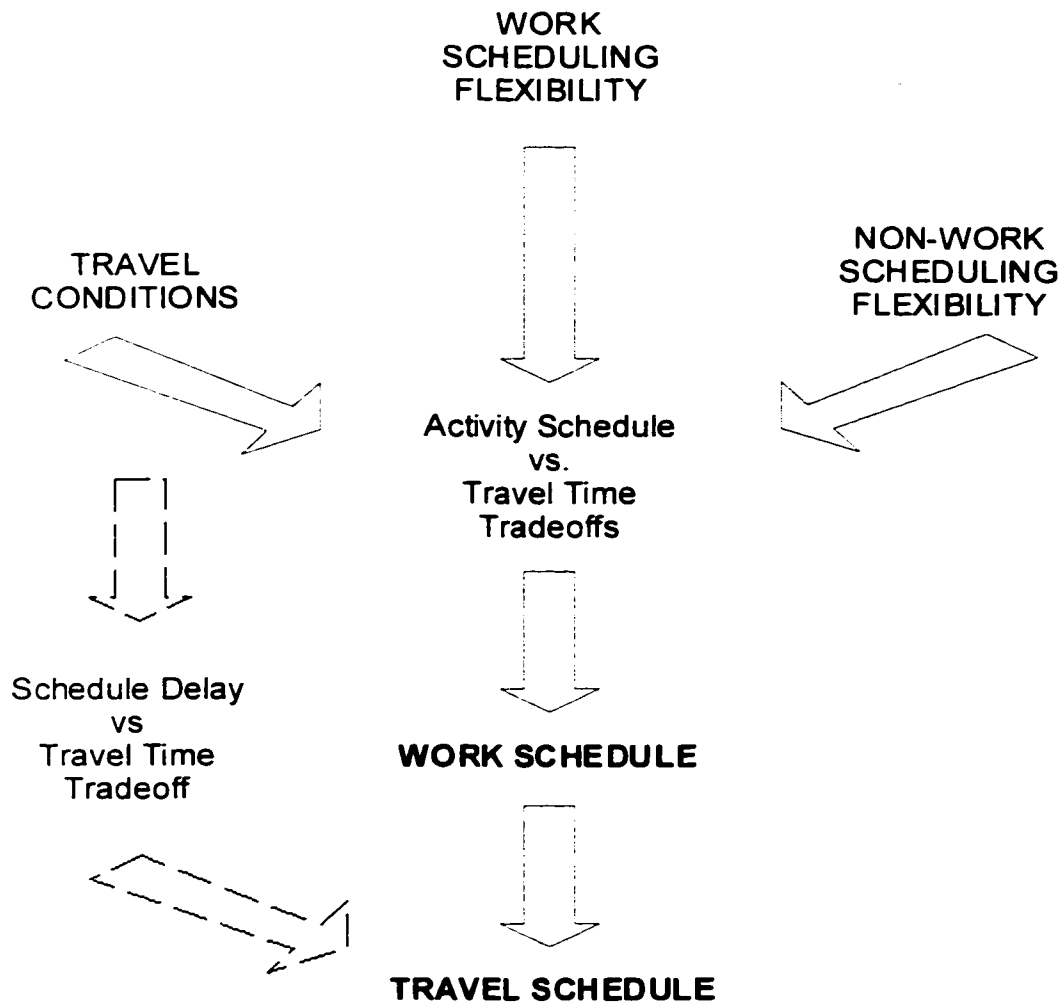 WORK
SCHEDULING
FLEXIBILITY
TRAVEL
CONDITIONS
NON-WORK
SCHEDULING
FLEXIBILITY
Activity Schedule
vs.
Travel Time
Tradeoffs
Schedule Delay
vs
Travel Time
Tradeoff
WORK SCHEDULE
TRAVEL SCHEDULE